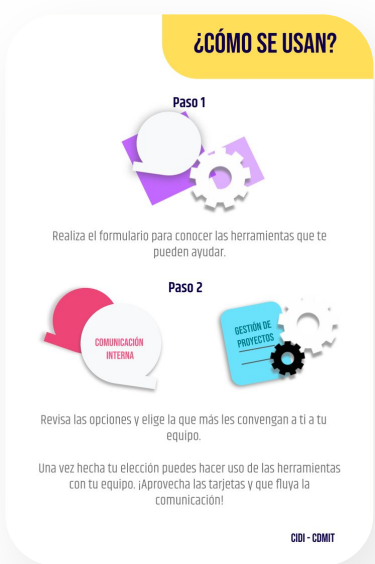 ¿CÓMO SE USAN?
Paso 1
Realiza el formulario para conocer las herramientas que te
pueden ayudar.
Paso 2
COMUNICACIÓN
INTERNA
GESTIÓN DE
PROYECTOS
Revisa las opciones y elige la que más les convengan a ti a tu
equipo.
Una vez hecha tu elección puedes hacer uso de las herramientas
con tu equipo. ¡Aprovecha las tarjetas y que fluya la
comunicación!
CIDI - CDMIT